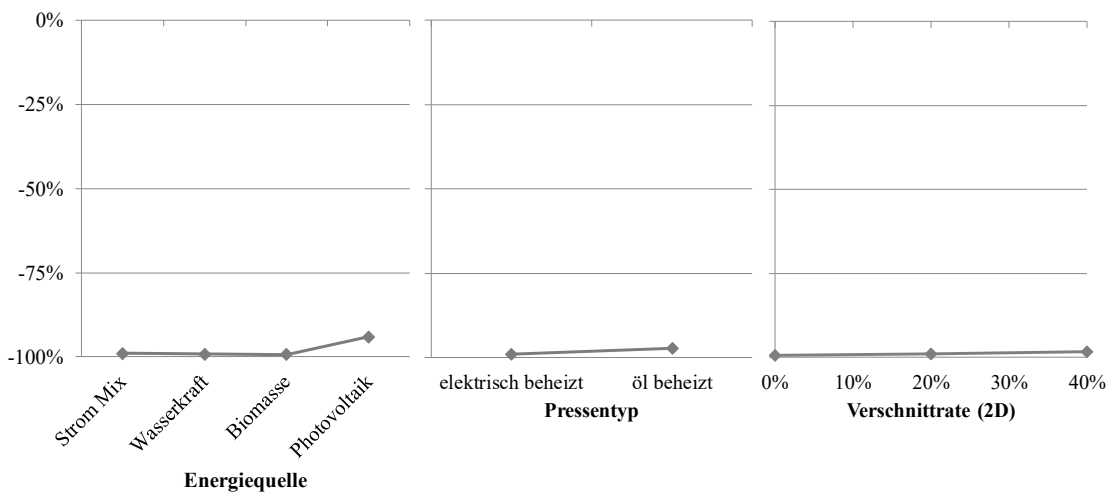 0%
-25%
-50%
-75%
-100%
Strom Mix
Wasserkraft
Biomasse
Photovoltaik
Energiequelle
elektrisch beheizt
öl beheizt
Pressentyp
0%
10%
20%
30%
40%
Verschnittrate (2D)